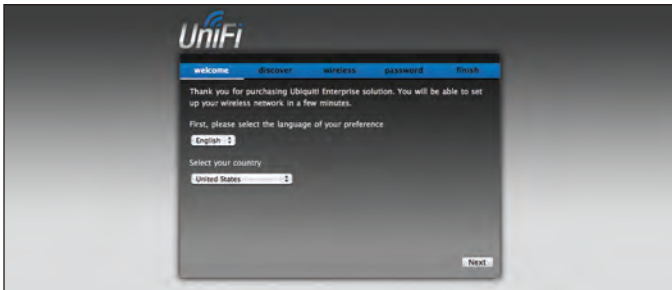 UniFi
welcome discover wireless password finish
Thank you for purchasing Ubiquiti Enterprise solution. You will be able to set
up your wireless network in a few minutes.
First, please select the language of your preference
English
Select your country
United States
Next